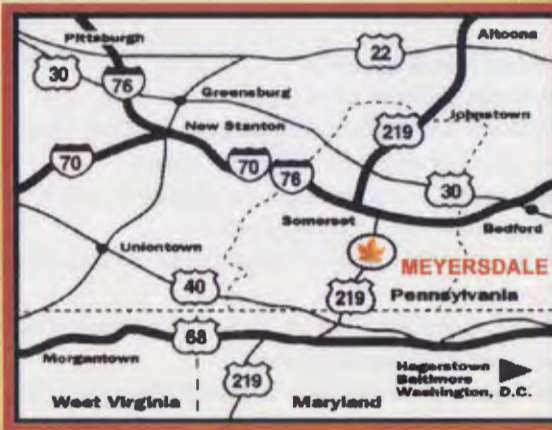 Pittsburgh
Altoona
22
30
76
Greensburg
Johnstown
219
New Stanton
70
70
76
30
Somerset
Bedford
Uniontown
MEYERSDALE
40
219
Pennsylvania
68
Morgantown
Hagerstown
Baltimore
Washington, D.C.
219
West Virginia
Maryland